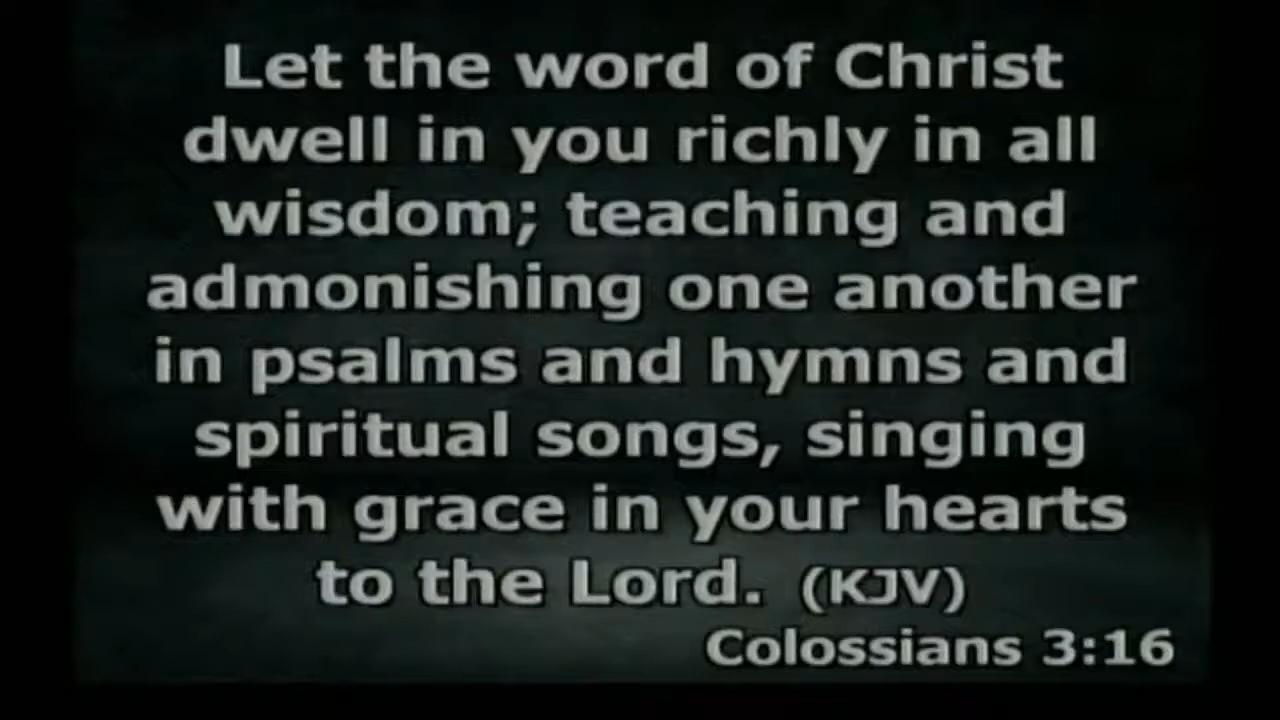 Let the word of Christ
dwell in you richly in all
wisdom; teaching and
admonishing one another
in psalms and hymns and
spiritual songs, singing
with grace in your hearts
to the Lord. (KJV)
Colossians 3:16